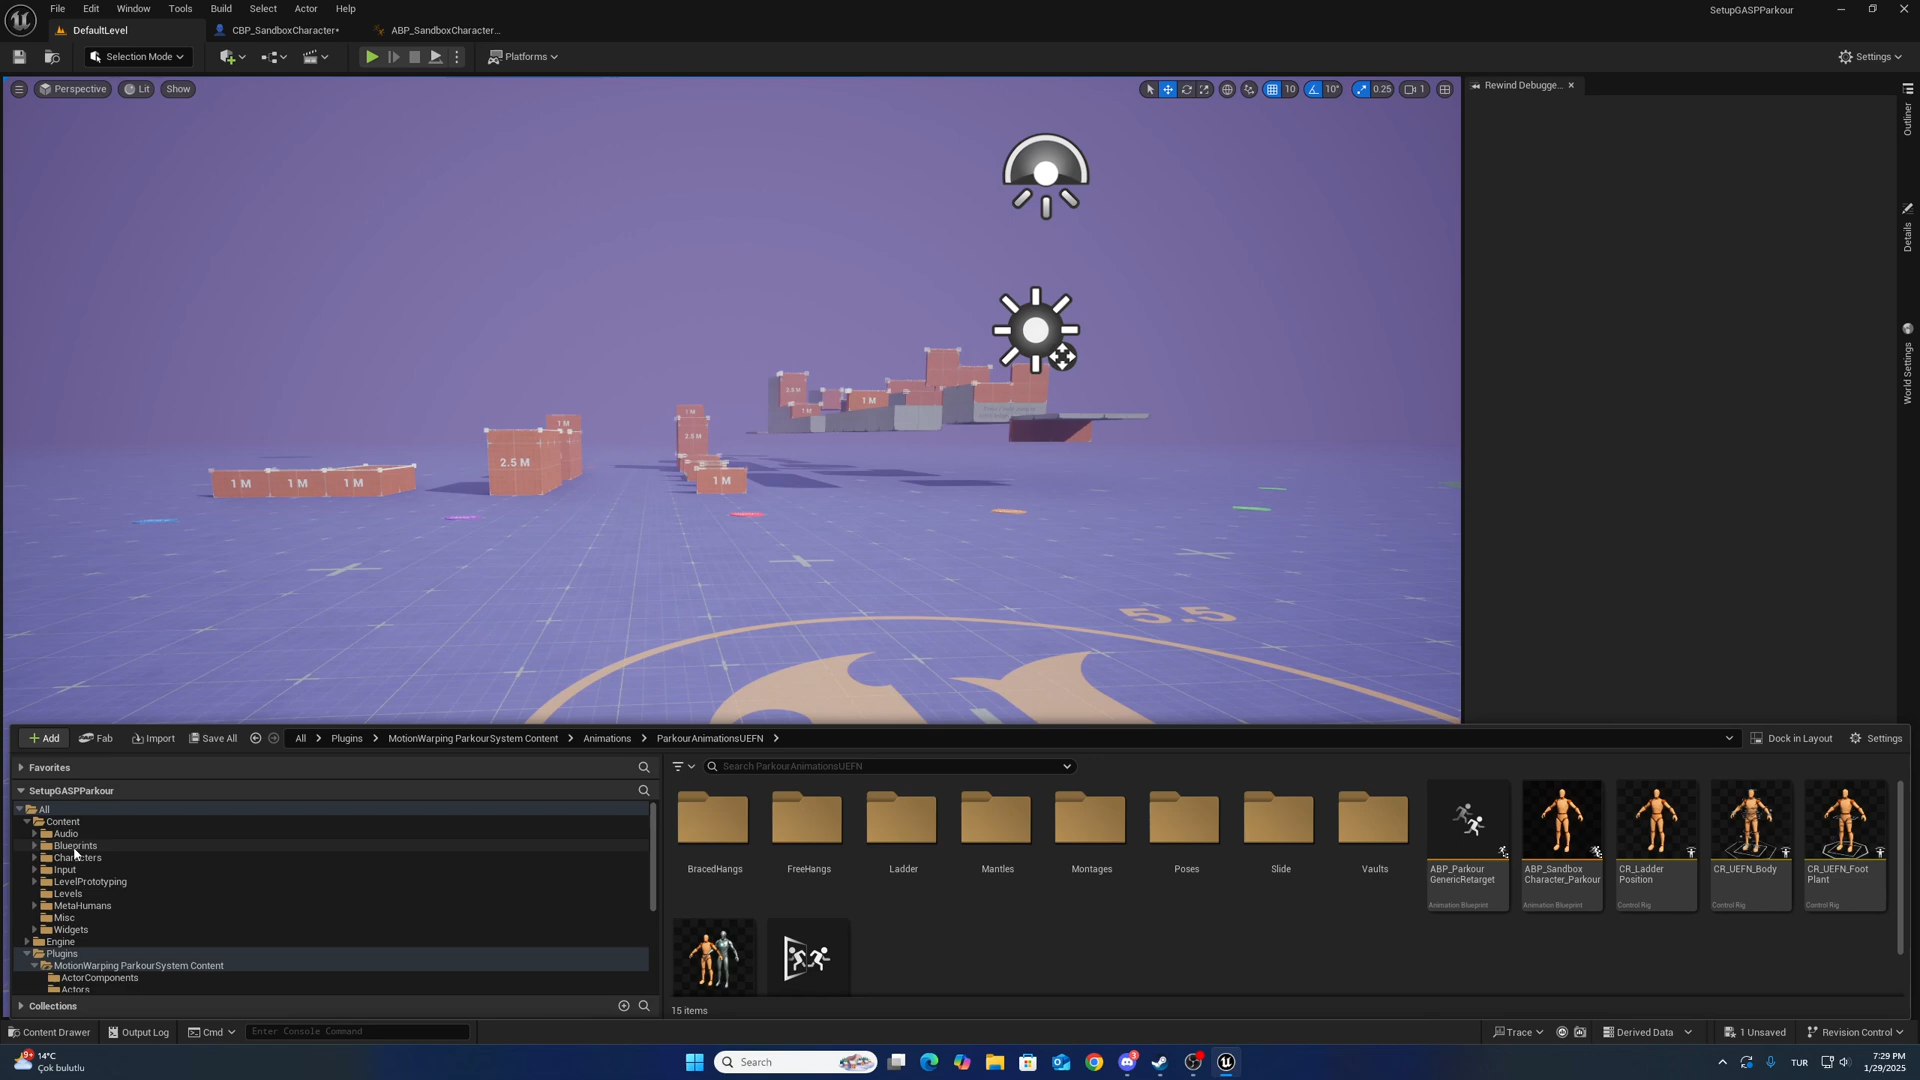 File Edit Window Tools Build Select Actor Help
SetupGASPParkour
DefaultLevel
CBP_SandboxCharacter*
ABP_SandboxCharacter...
Selection Mode
Platforms
Settings
Perspective
Lit
Show
10
10°
0.25
1
Rewind Debugge...
Outliner
Details
World Settings
1 M
1 M
1 M
2.5 M
1 M
1 M
2.5 M
1 M
1 M
1 M
5.5
Add
Fab
Import
Save All
All > Plugins > MotionWarping ParkourSystem Content > Animations > ParkourAnimationsUEFN >
Dock in Layout
Settings
Favorites
SetupGASPParkour
All
Content
Audio
Blueprints
Characters
Input
LevelPrototyping
Levels
MetaHumans
Misc
Widgets
Engine
Plugins
MotionWarping ParkourSystem Content
ActorComponents
Actors
Collections
Search ParkourAnimationsUEFN
BracedHangs
FreeHangs
Ladder
Mantles
Montages
Poses
Slide
Vaults
ABP_Parkour
GenericRetarget
Animation Blueprint
ABP_Sandbox
Character_Parkour
Animation Blueprint
CR_Ladder
Position
Control Rig
CR_UEFN_Body
Control Rig
CR_UEFN_Foot
Plant
Control Rig
15 items
Content Drawer
Output Log
Cmd
Enter Console Command
Trace
Derived Data
1 Unsaved
Revision Control
9+
14°C
Çok bulutlu
Search
3
TUR
7:29 PM
1/29/2025